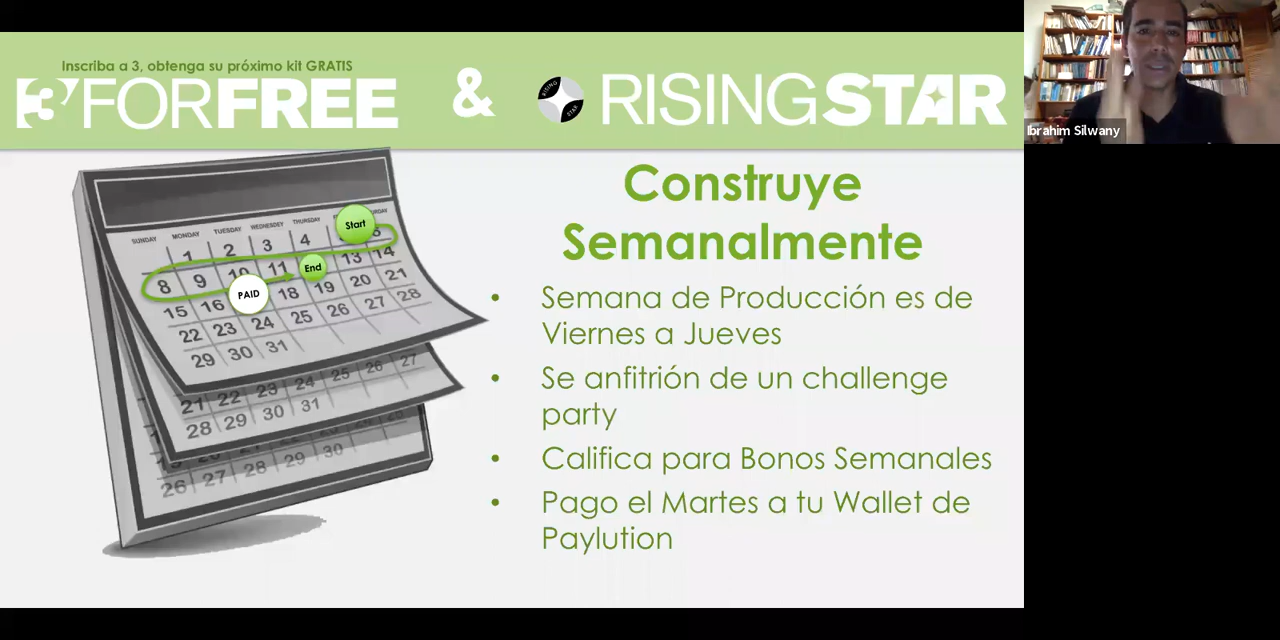 Inscriba a 3, obtenga su próximo kit GRATIS
3FORFREE & RISING STAR RISINGSTAR
Ibrahim Silwany
Construye
Semanalmente
• Semana de Producción es de
Viernes a Jueves
• Se anfitrión de un challenge
party
• Califica para Bonos Semanales
• Pago el Martes a tu Wallet de
Paylution
SUNDAY MONDAY TUESDAY WEDNESDEY THURSDAY
Start
1 2 3 4
8 9 10 11 End 13 14
15 16 PAID 18 19 20 21
22 23 24 25 26 27 28
29 30 31
21 22 23 24 25 26 27
28 29 30 31
26 27 28 29 30